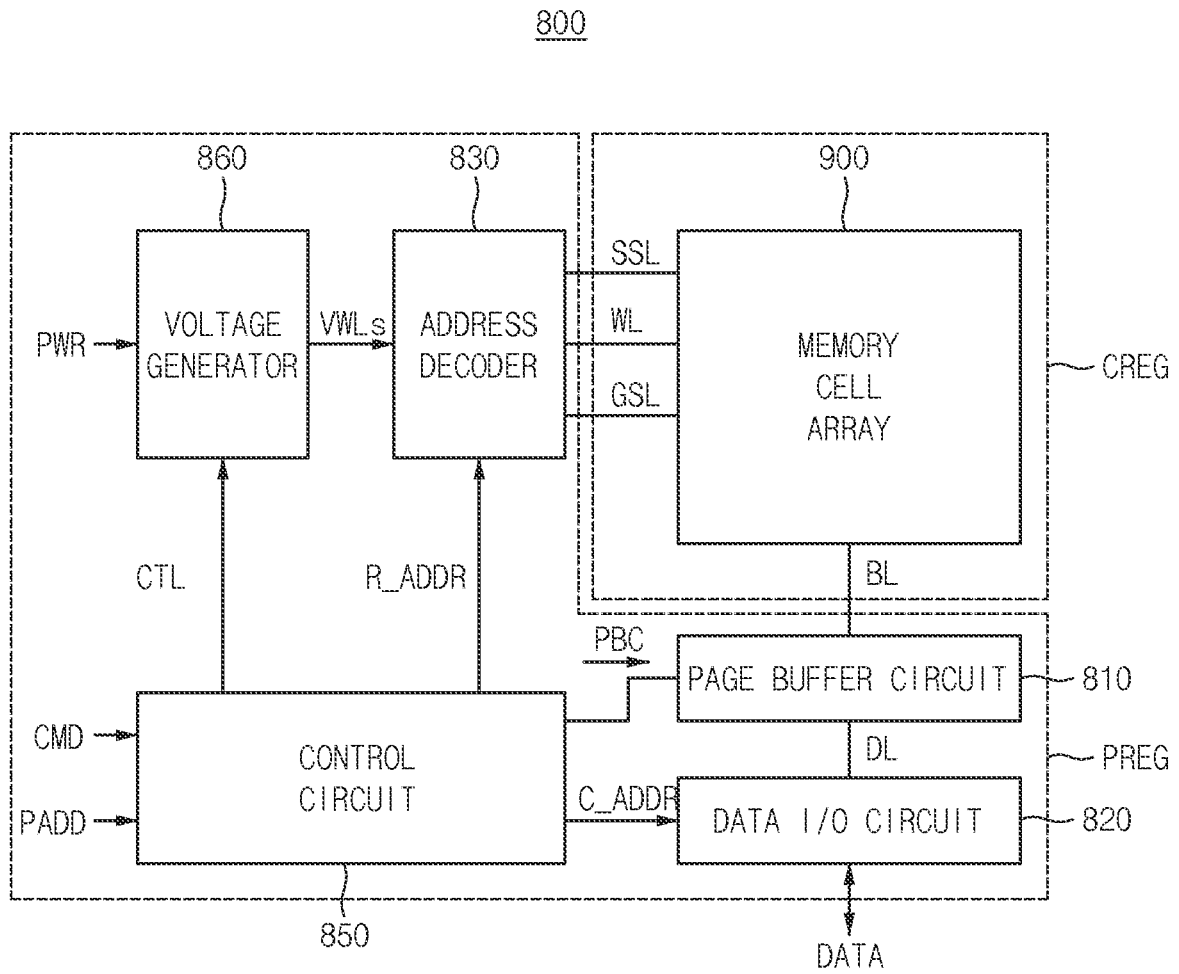 800
860
830
900
VOLTAGE
GENERATOR
ADDRESS
DECODER
MEMORY
CELL
ARRAY
PWR
VWLs
SSL
WL
GSL
CREG
CTL
R_ADDR
BL
PBC
PAGE BUFFER CIRCUIT
810
CMD
PADD
CONTROL
CIRCUIT
DL
PREG
C_ADDR
DATA I/O CIRCUIT
820
850
DATA